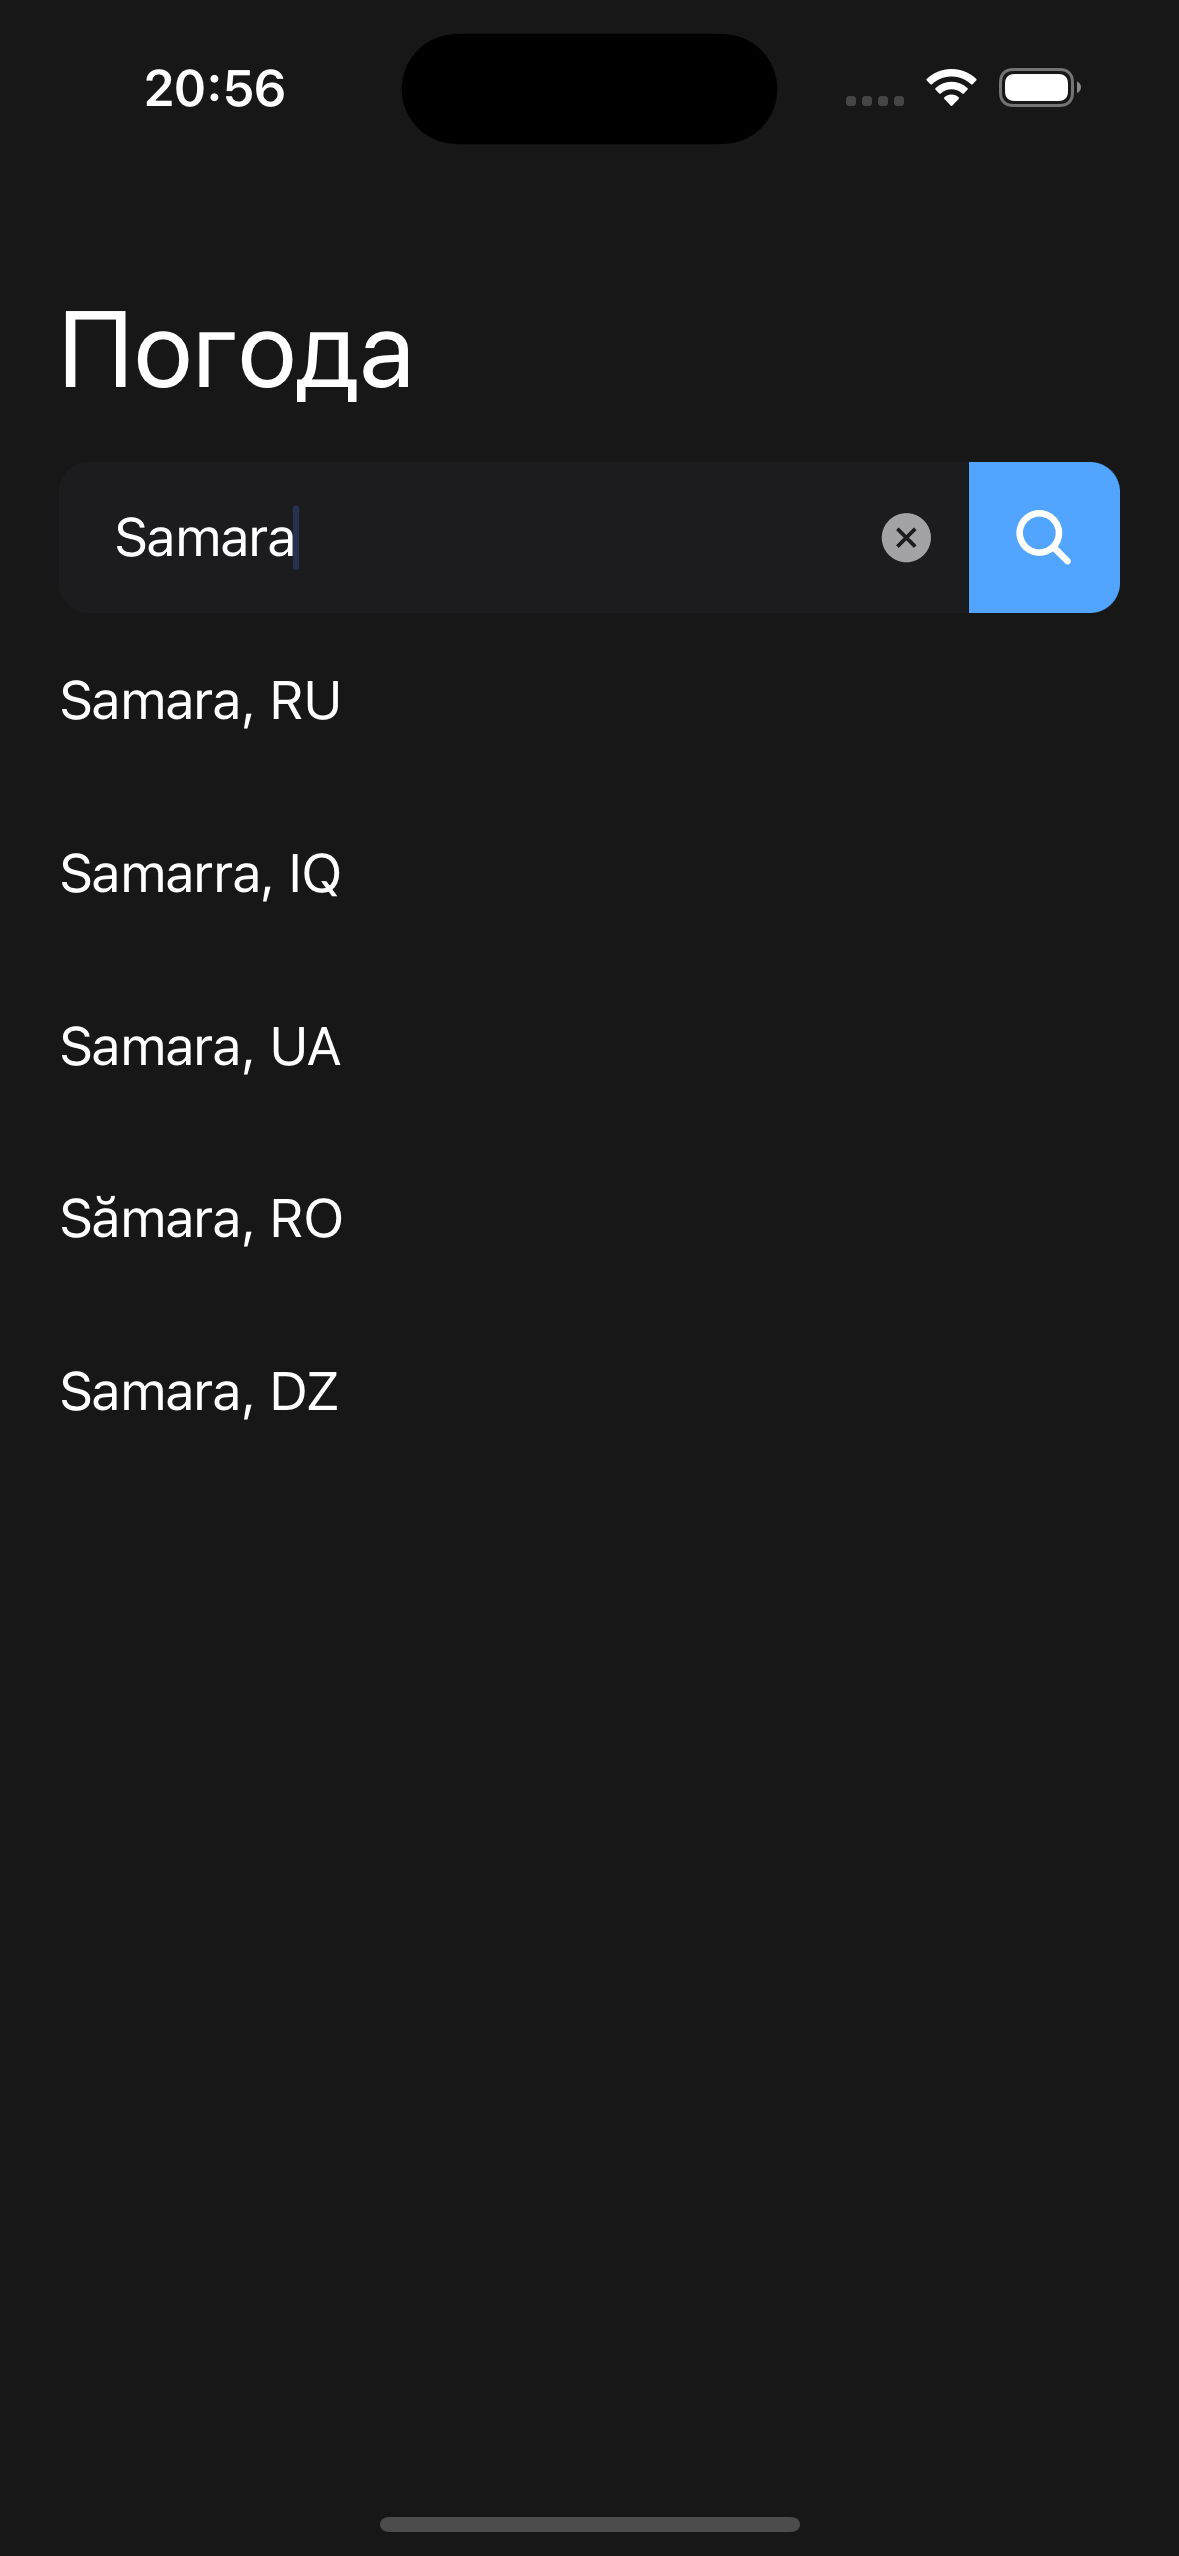 20:56
Погода
Samara
Samara, RU
Samarra, IQ
Samara, UA
Sămara, RO
Samara, DZ